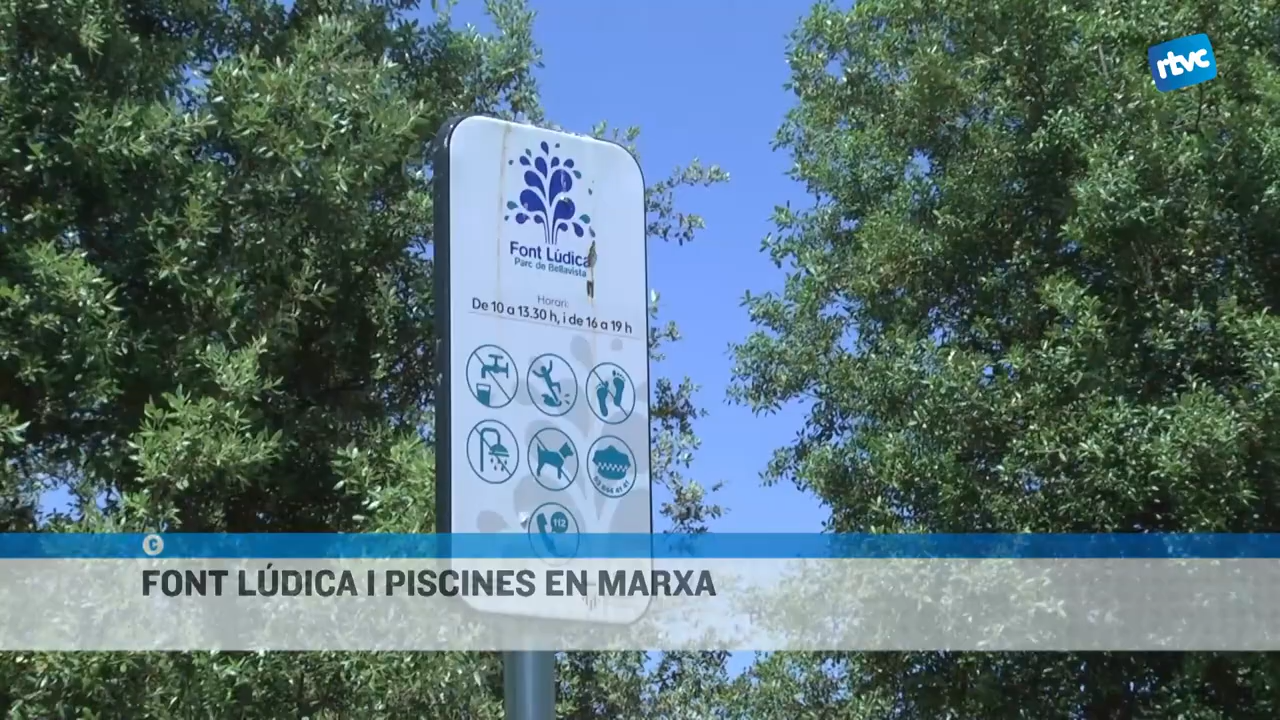 rtvc
Font Lúdica
Parc de Bellavista
Horari:
De 10 a 13.30 h, i de 16 a 19 h
112
C
FONT LÚDICA I PISCINES EN MARXA